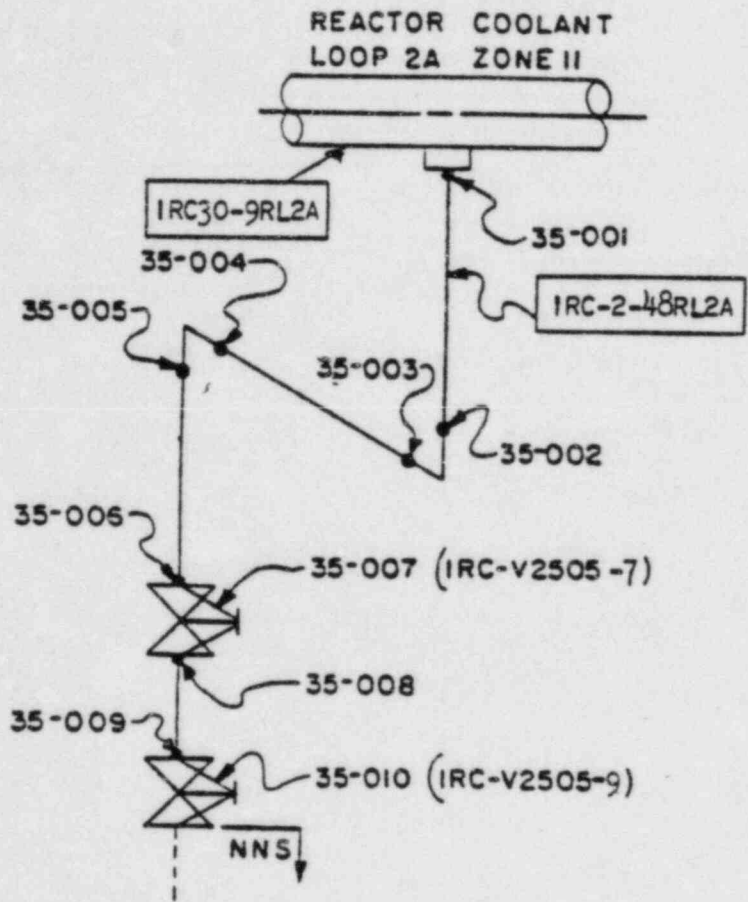 REACTOR COOLANT
LOOP 2A ZONE 11
1RC30-9RL2A
35-001
35-004
1RC-2-48RL2A
35-005
35-003
35-002
35-006
35-007 (1RC-V2505-7)
35-008
35-009
35-010 (1RC-V2505-9)
NNS